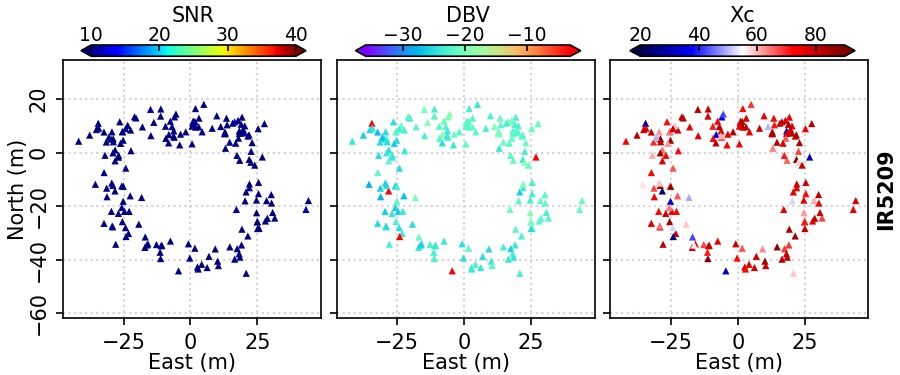 SNR DBV Xc
10 20 30 40 −30 −20 −10 20 40 60 80
North (m)
20
0
−20
−40
−60
−25 0 25 −25 0 25 −25 0 25
East (m) East (m) East (m)
IR5209